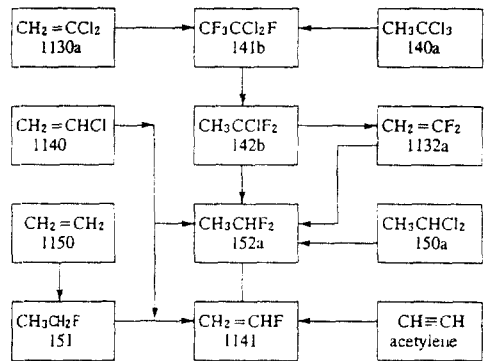 CH₂=CCl₂
1130a
CF₃CCl₂F
141b
CH₃CCl₃
140a
CH₂=CHCl
1140
CH₃CClF₂
142b
CH₂=CF₂
1132a
CH₂=CH₂
1150
CH₃CHF₂
152a
CH₃CHCl₂
150a
CH₃CH₂F
151
CH₂=CHF
1141
CH≡CH
acetylene